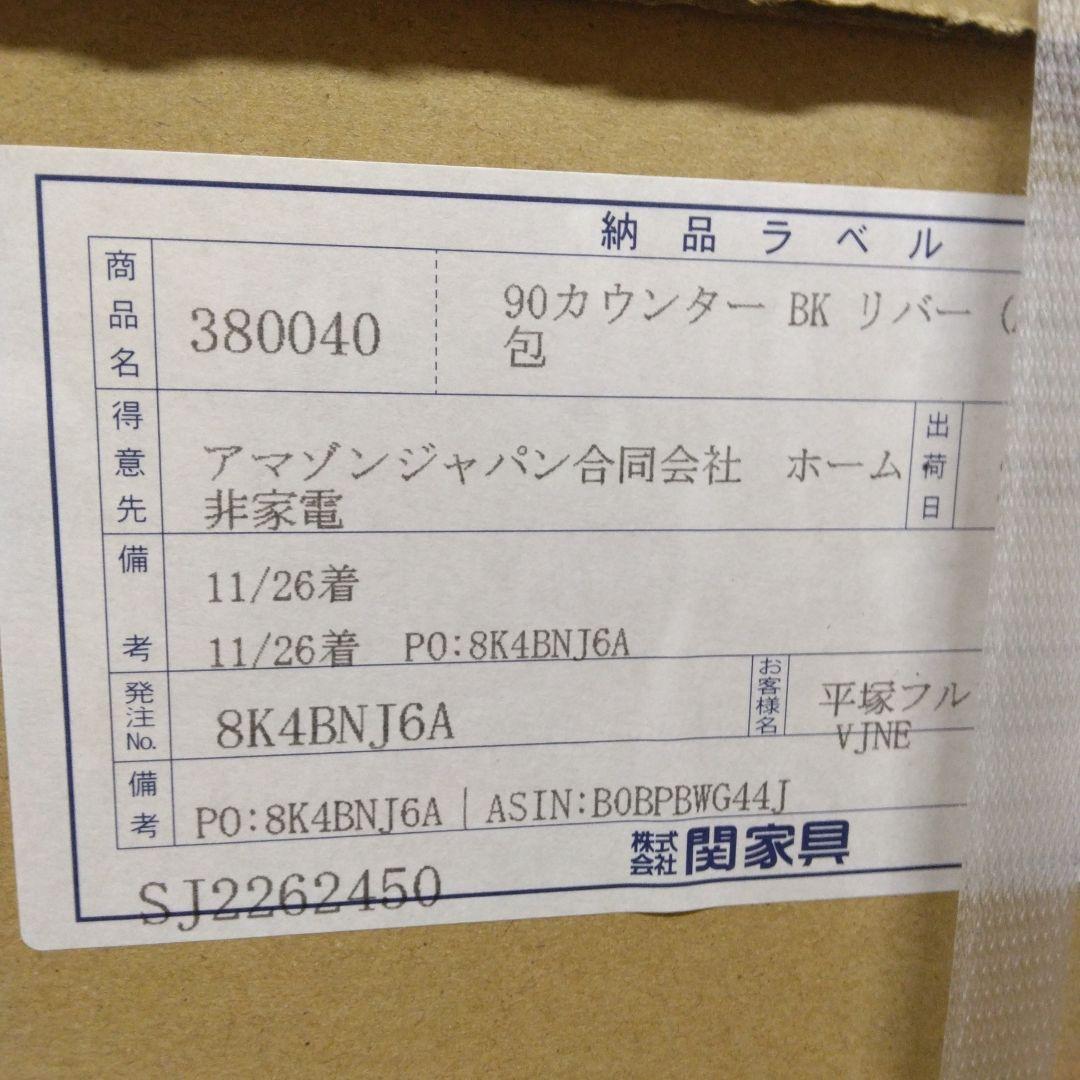 納品ラベル
商品名
380040
90カウンター BK リバー (
包
得意先
アマゾンジャパン合同会社 ホーム・
非家電
出荷日
備考
11/26着
11/26着 PO:8K4BNJ6A
発注No.
8K4BNJ6A
お客様名
平塚フル
VJNE
備考
PO:8K4BNJ6A｜ASIN:B0BPBWG44J
株式会社 関家具
SJ2262450